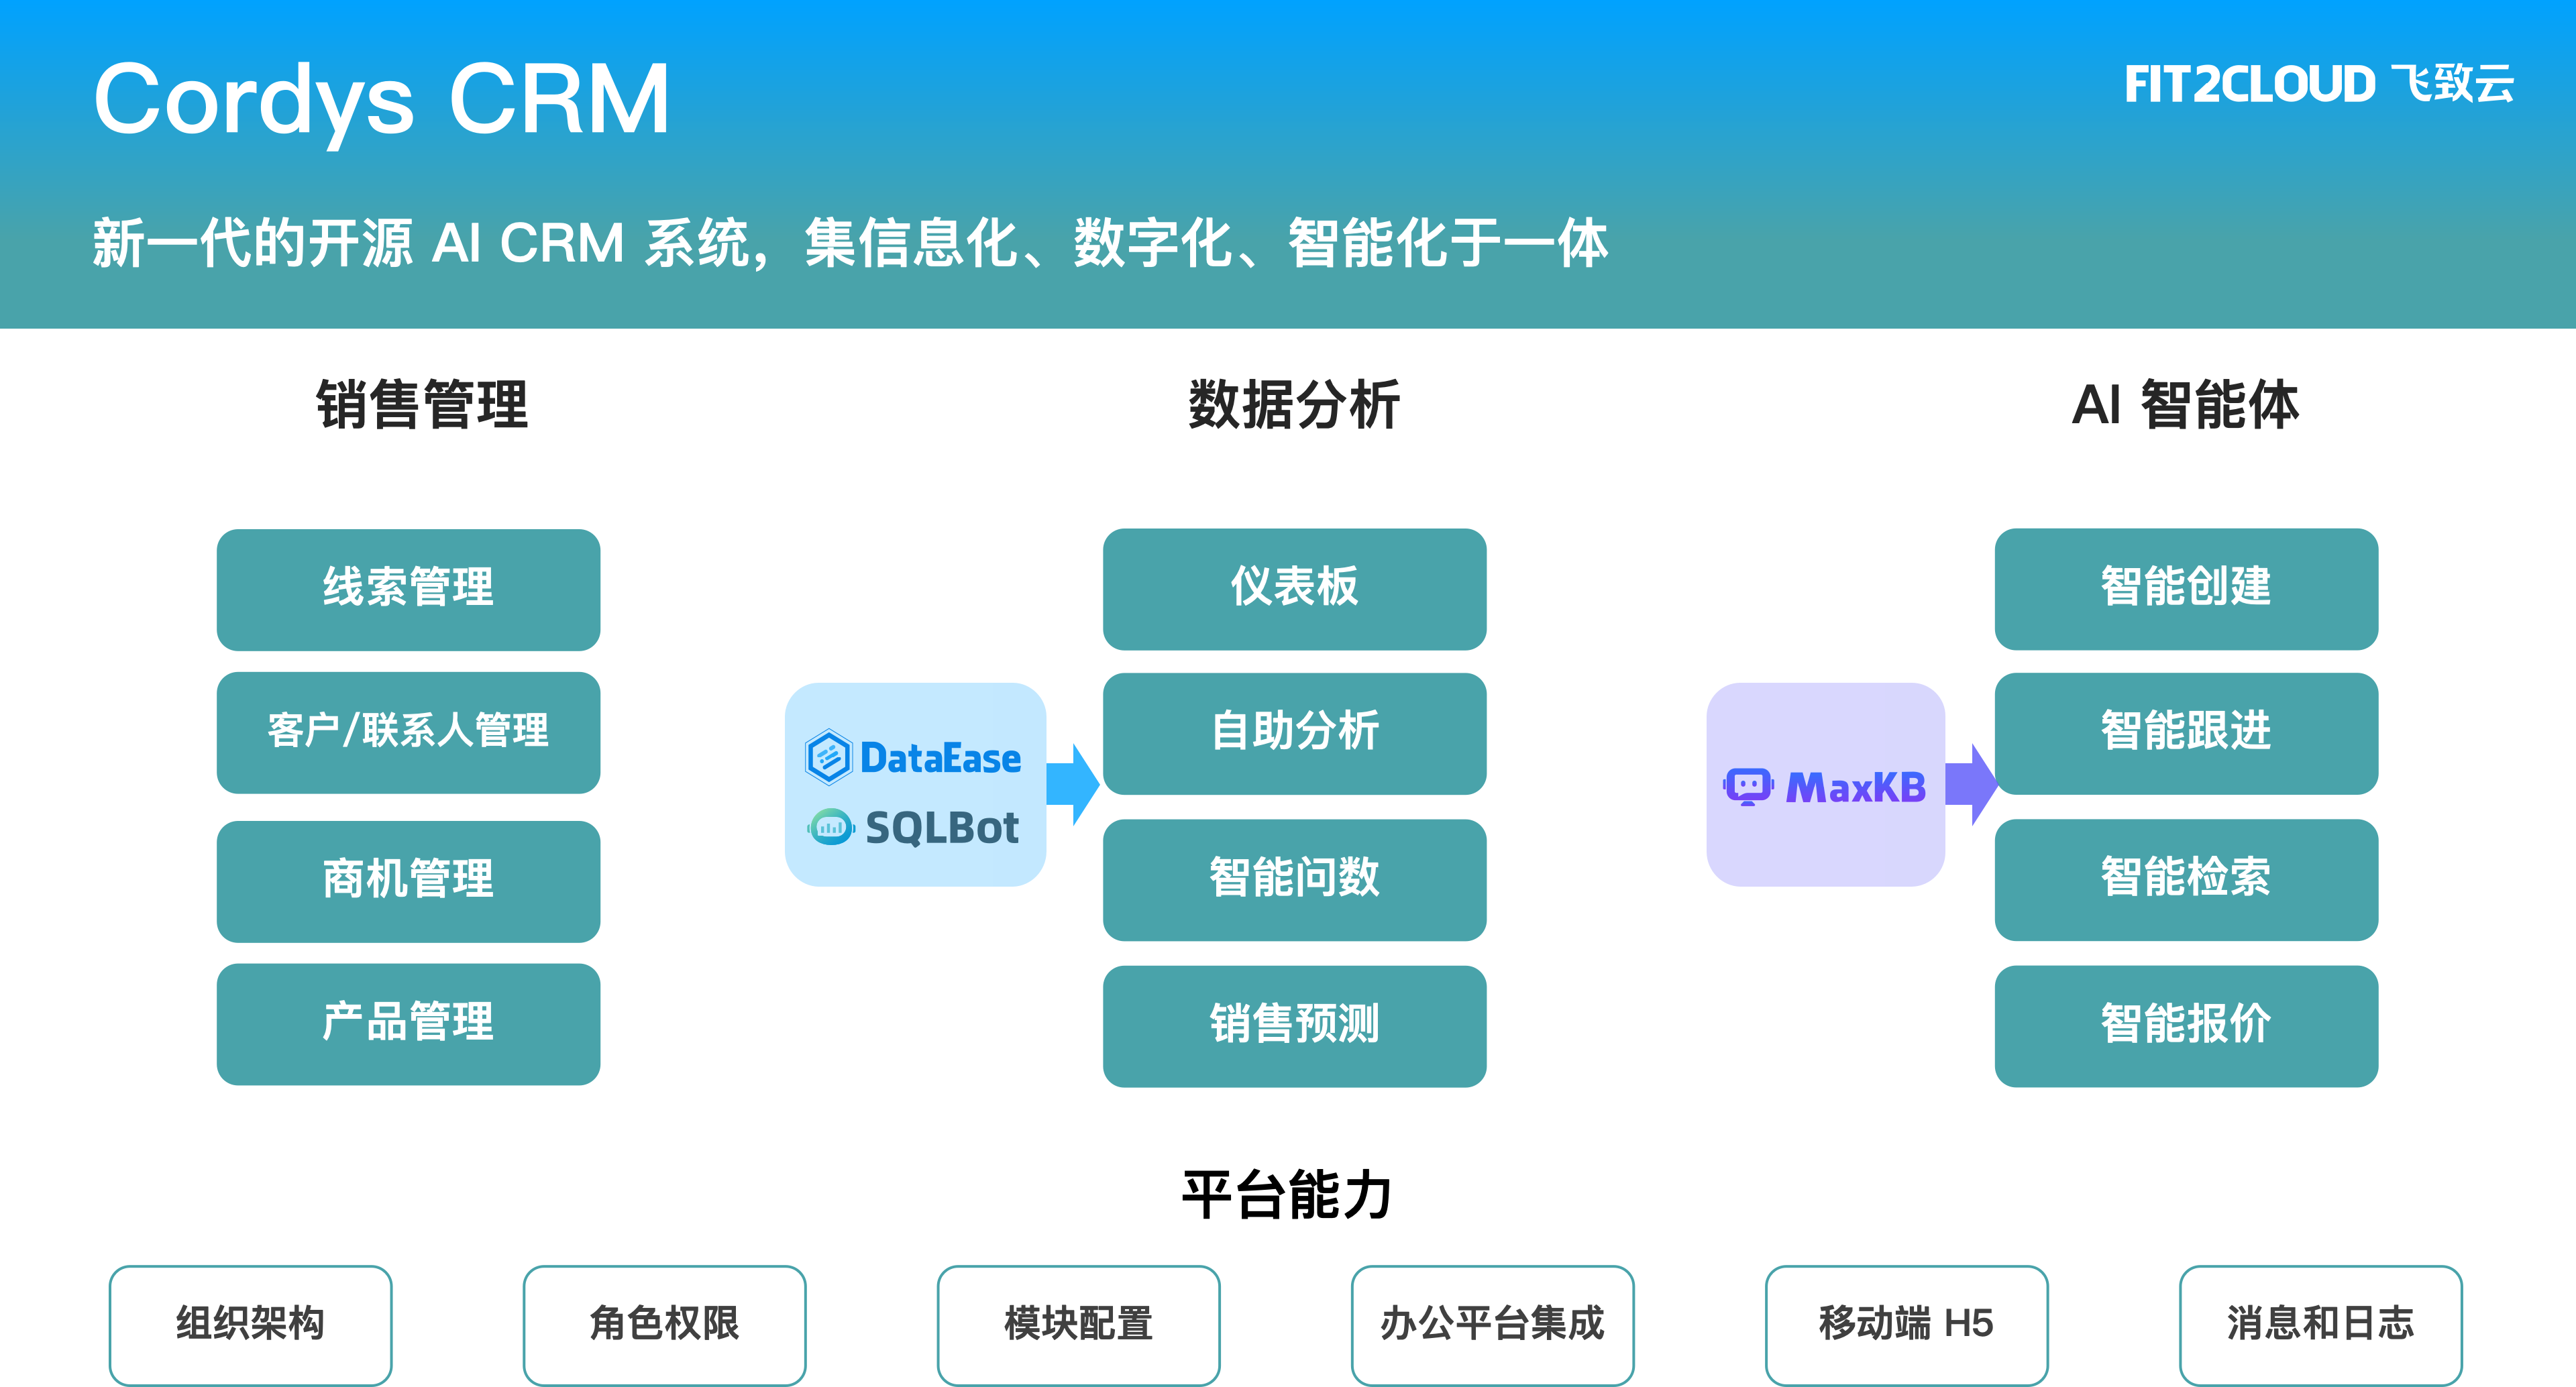 Cordys CRM
FIT2CLOUD 飞致云
新一代的开源 AI CRM 系统，集信息化、数字化、智能化于一体
销售管理
线索管理
客户/联系人管理
商机管理
产品管理
DataEase
SQLBot
数据分析
仪表板
自助分析
智能问数
销售预测
MaxKB
AI 智能体
智能创建
智能跟进
智能检索
智能报价
平台能力
组织架构
角色权限
模块配置
办公平台集成
移动端 H5
消息和日志